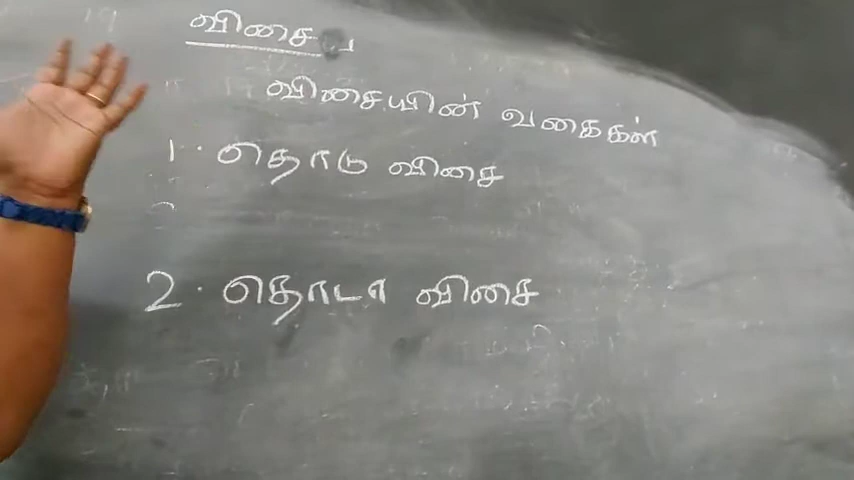 விசை
விசையின் வகைகள்
1. தொடு விசை
2. தொடா விசை